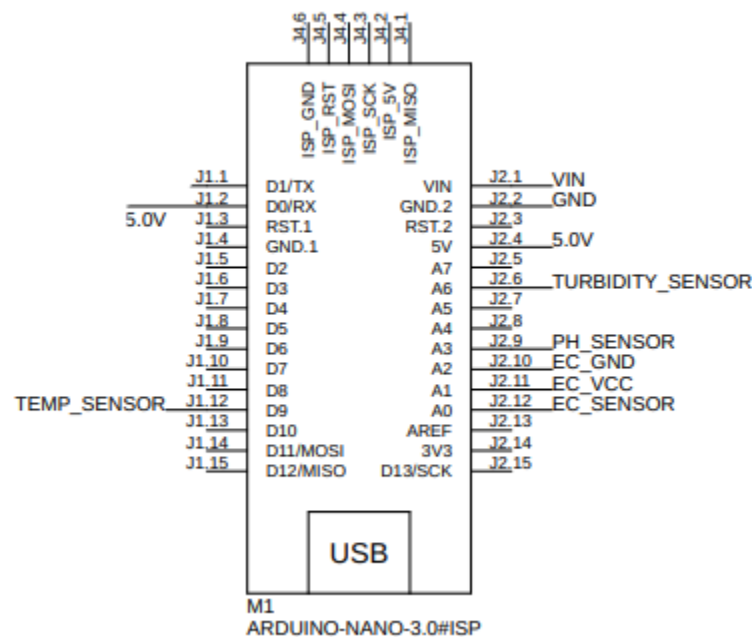 J4.6 J4.5 J4.4 J4.3 J4.2 J4.1
ISP_GND ISP_RST ISP_MOSI ISP_SCK ISP_5V ISP_MISO
J1.1 D1/TX VIN J2.1 VIN
J1.2 D0/RX GND.2 J2.2 GND
5.0V J1.3 RST.1 RST.2 J2.3
J1.4 GND.1 5V J2.4 5.0V
J1.5 D2 A7 J2.5
J1.6 D3 A6 J2.6 TURBIDITY_SENSOR
J1.7 D4 A5 J2.7
J1.8 D5 A4 J2.8
J1.9 D6 A3 J2.9 PH_SENSOR
J1.10 D7 A2 J2.10 EC_GND
J1.11 D8 A1 J2.11 EC_VCC
TEMP_SENSOR J1.12 D9 A0 J2.12 EC_SENSOR
J1.13 D10 AREF J2.13
J1.14 D11/MOSI 3V3 J2.14
J1.15 D12/MISO D13/SCK J2.15
USB
M1
ARDUINO-NANO-3.0#ISP